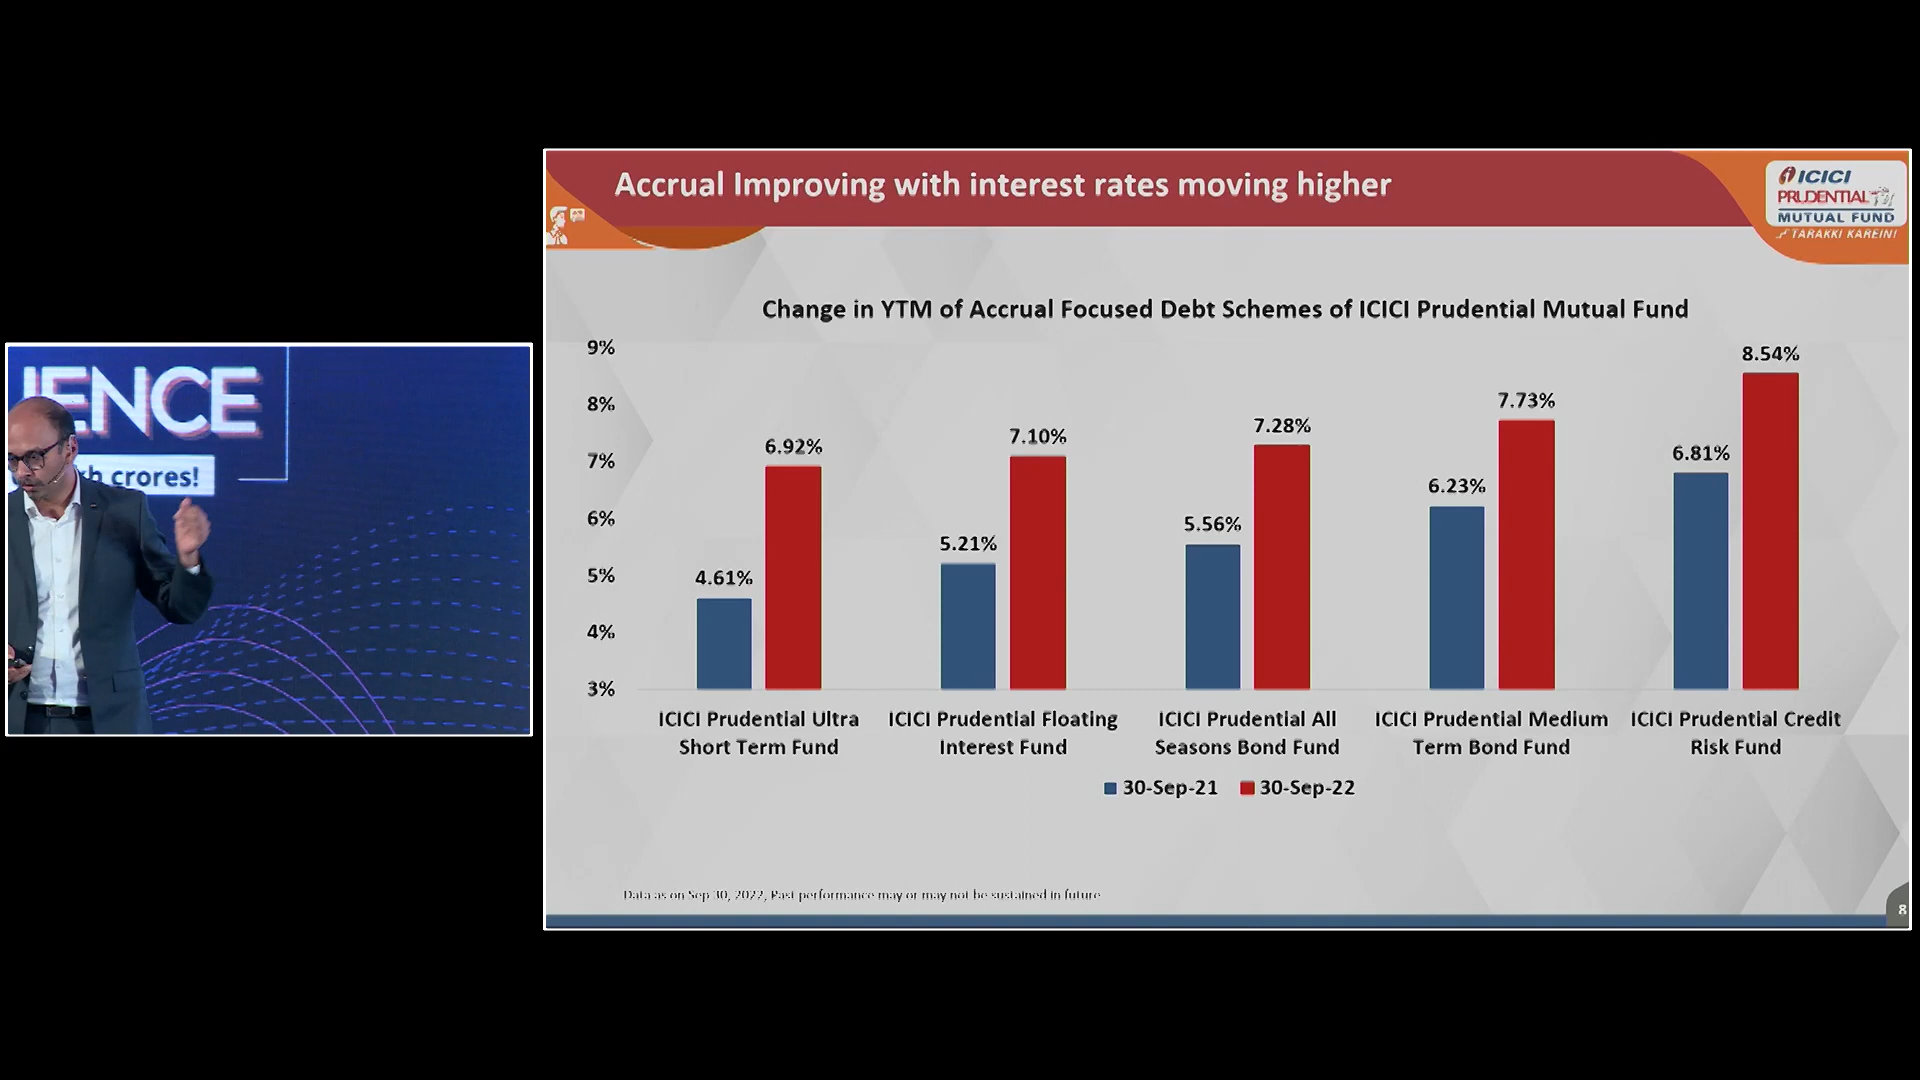 IENCE
crores!
Accrual Improving with interest rates moving higher
ICICI
PRUDENTIAL
MUTUAL FUND
TARAKKI KAREIN!
Change in YTM of Accrual Focused Debt Schemes of ICICI Prudential Mutual Fund
9%
8%
7%
6%
5%
4%
3%
4.61%
6.92%
5.21%
7.10%
5.56%
7.28%
6.23%
7.73%
6.81%
8.54%
ICICI Prudential Ultra
Short Term Fund
ICICI Prudential Floating
Interest Fund
ICICI Prudential All
Seasons Bond Fund
ICICI Prudential Medium
Term Bond Fund
ICICI Prudential Credit
Risk Fund
30-Sep-21
30-Sep-22
Data as on Sep 30, 2022, Past performance may or may not be sustained in future
8